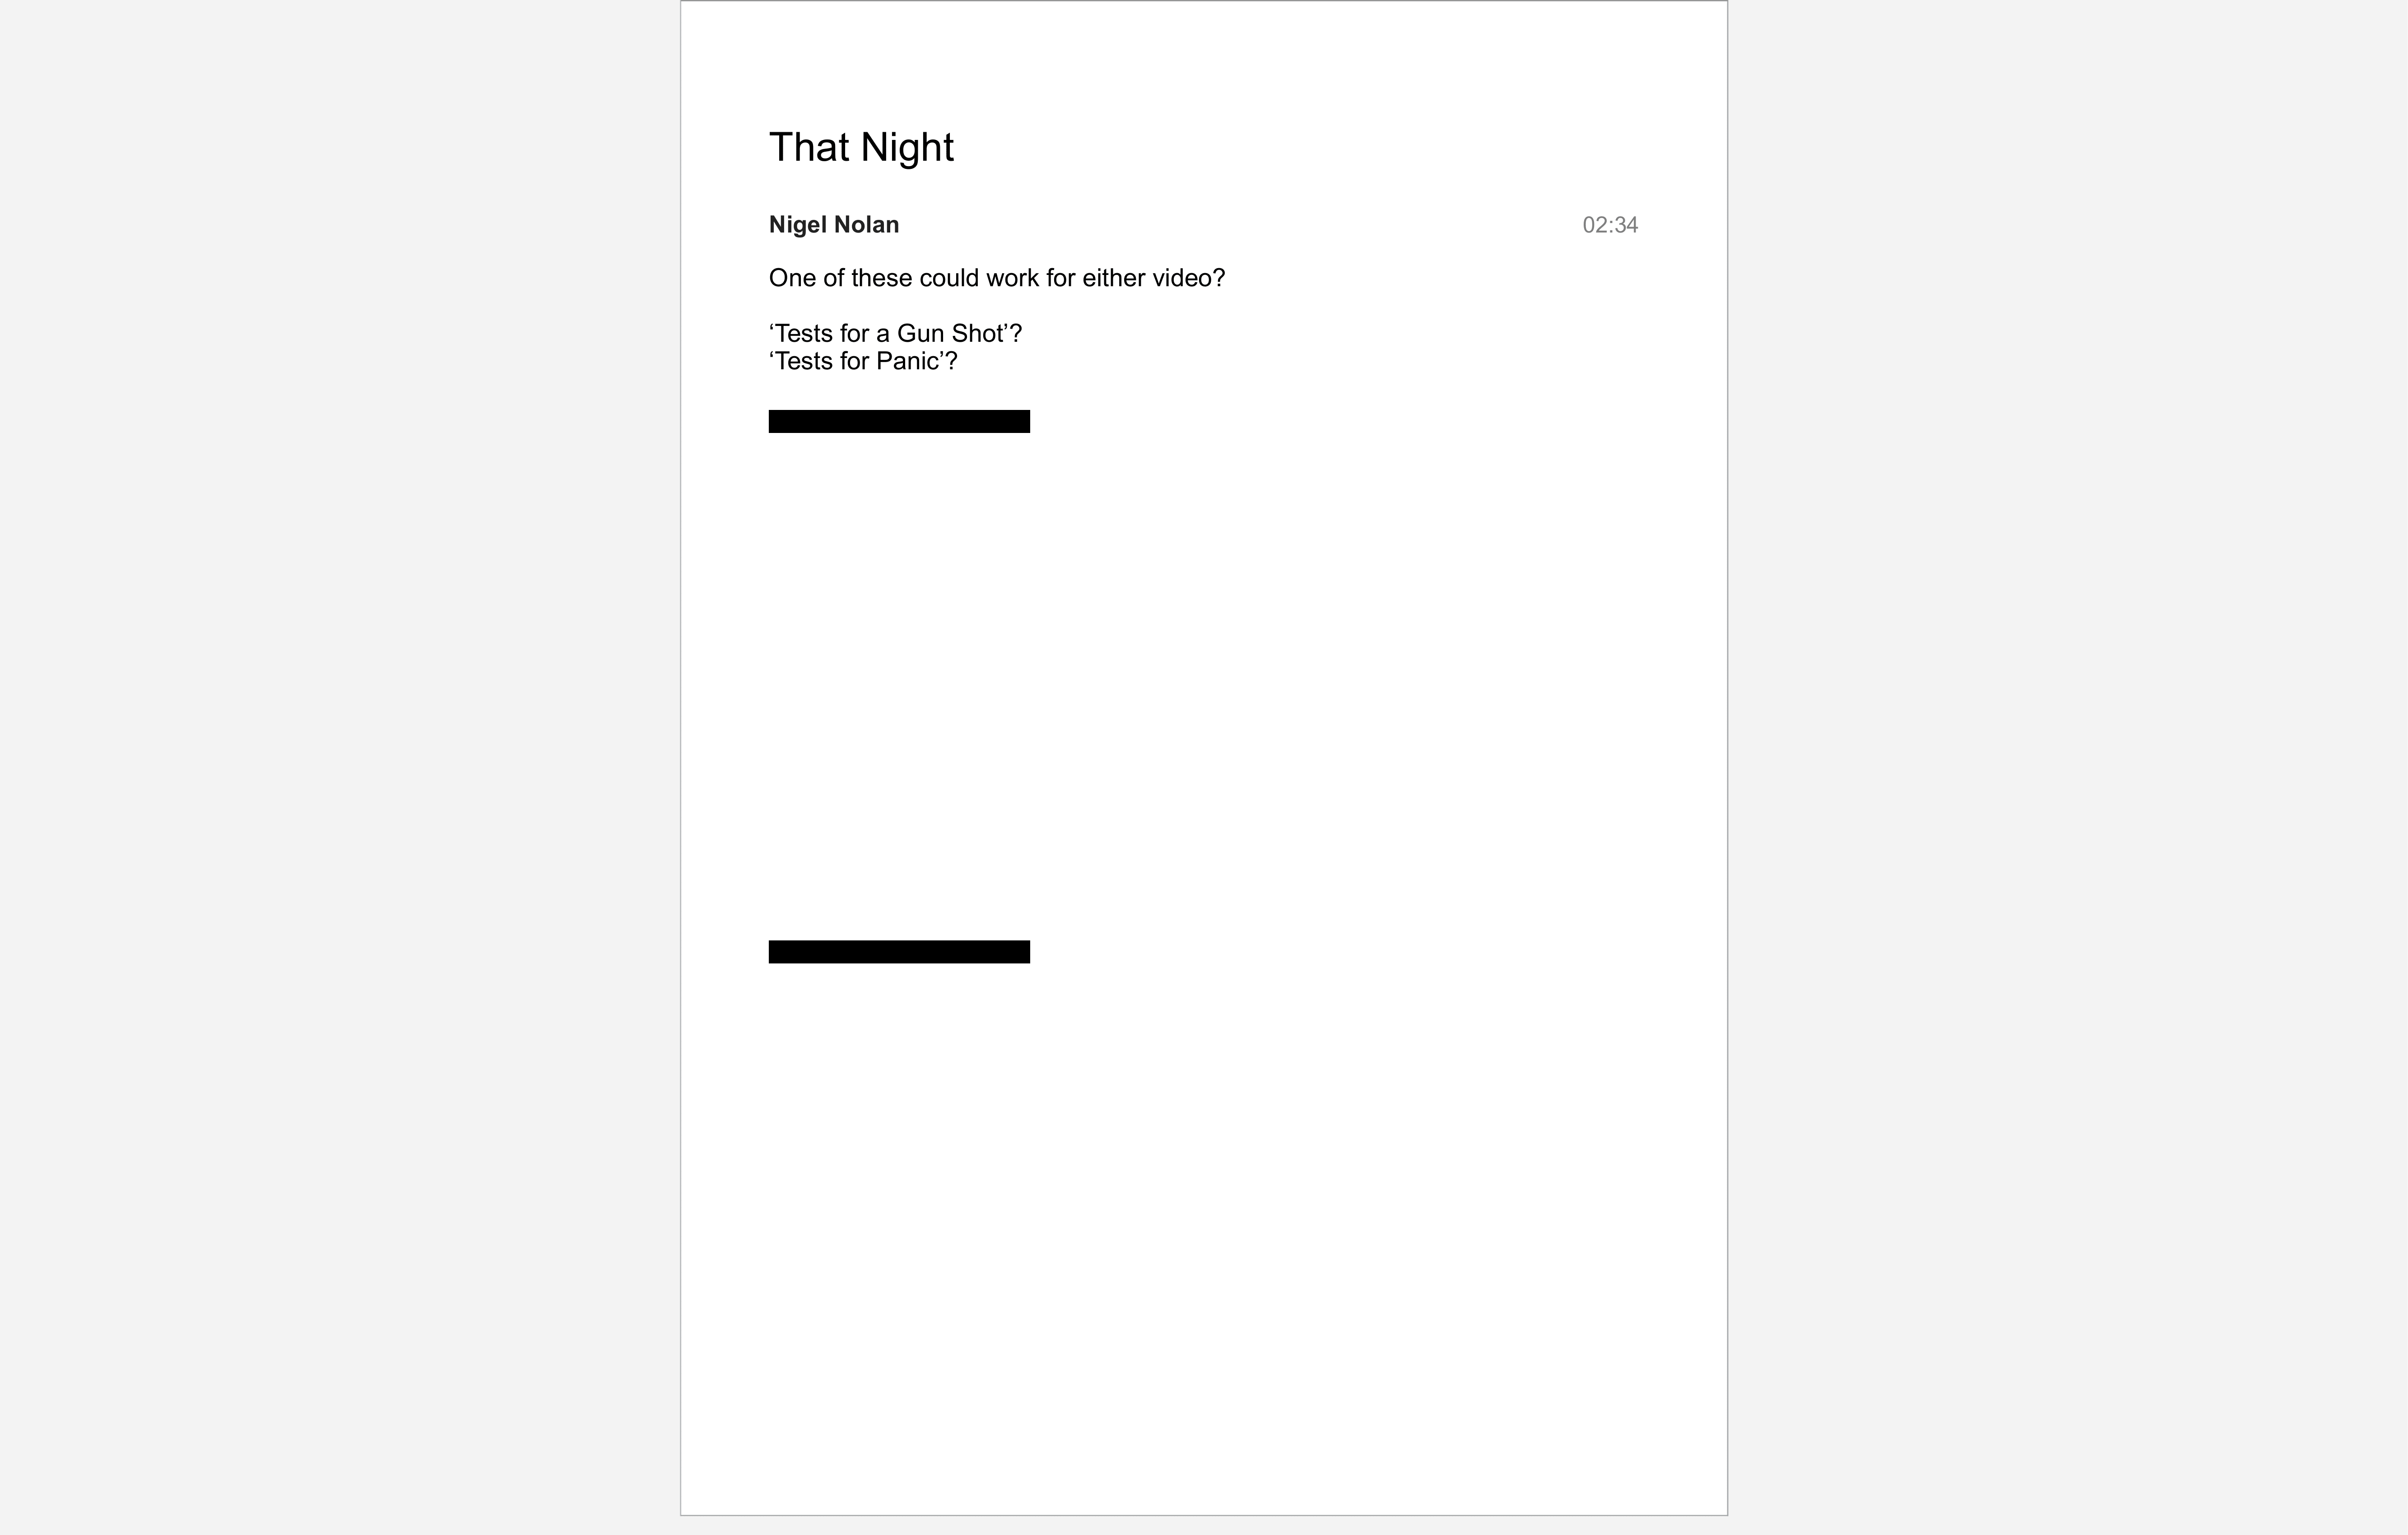 That Night
Nigel Nolan 02:34
One of these could work for either video?
‘Tests for a Gun Shot’?
‘Tests for Panic’?